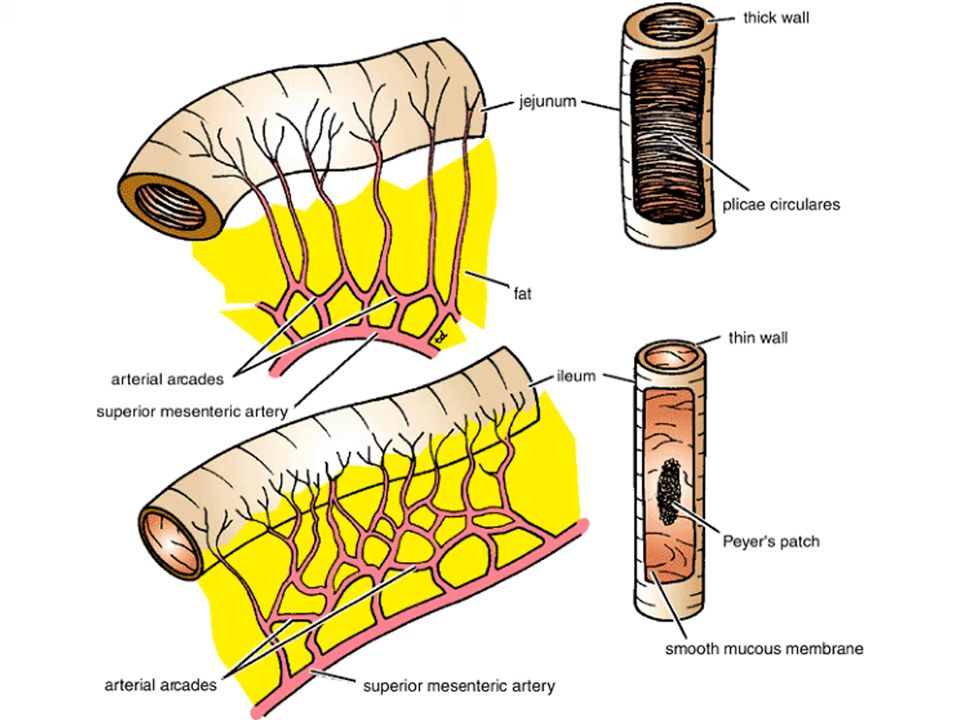 thick wall
jejunum
plicae circulares
fat
arterial arcades
superior mesenteric artery
thin wall
ileum
Peyer's patch
smooth mucous membrane
arterial arcades
superior mesenteric artery